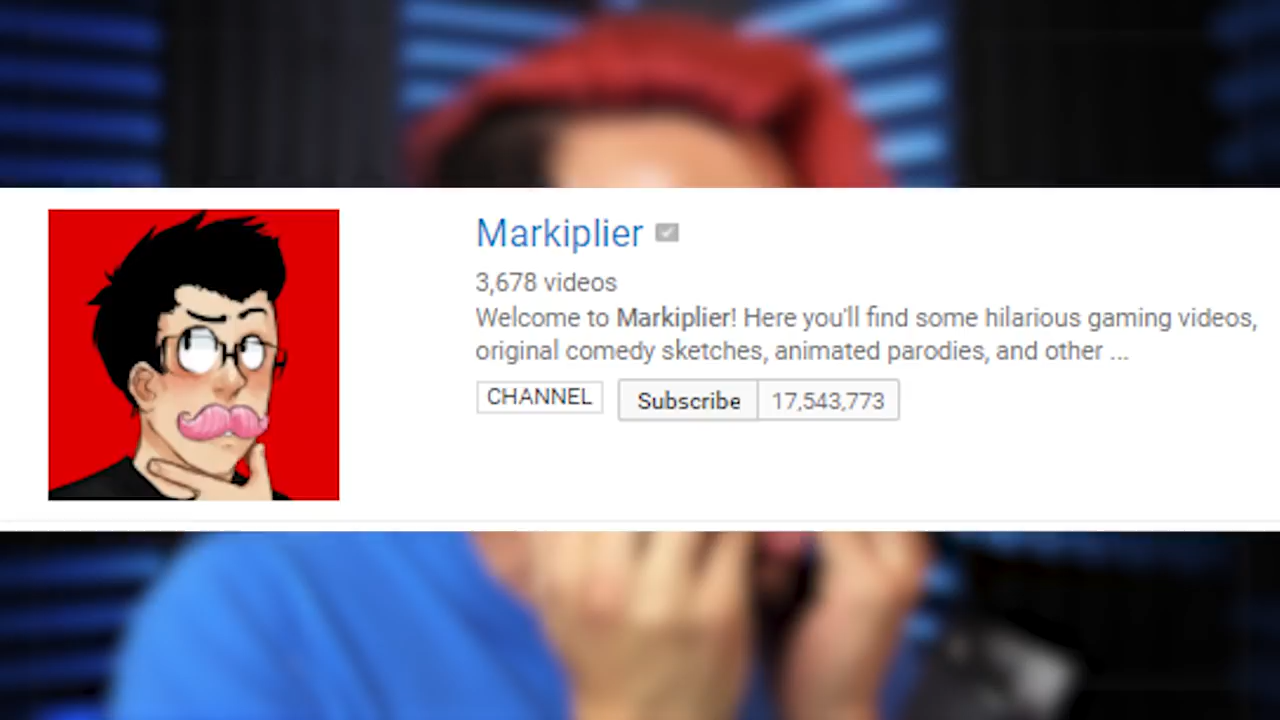 Markiplier
3,678 videos
Welcome to Markiplier! Here you'll find some hilarious gaming videos,
original comedy sketches, animated parodies, and other ...
CHANNEL Subscribe 17,543,773